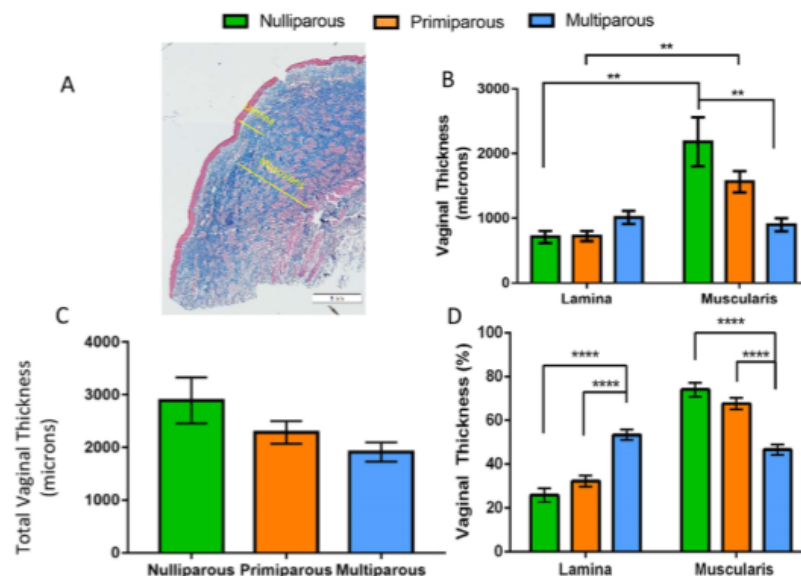 Nulliparous Primiparous Multiparous
A
Muscularis
B
Vaginal Thickness
(microns)
3000
2000
1000
0
**
**
**
Lamina Muscularis
C
Total Vaginal Thickness
(microns)
4000
3000
2000
1000
0
Nulliparous Primiparous Multiparous
D
Vaginal Thickness (%)
100
80
60
40
20
0
****
****
****
****
Lamina Muscularis